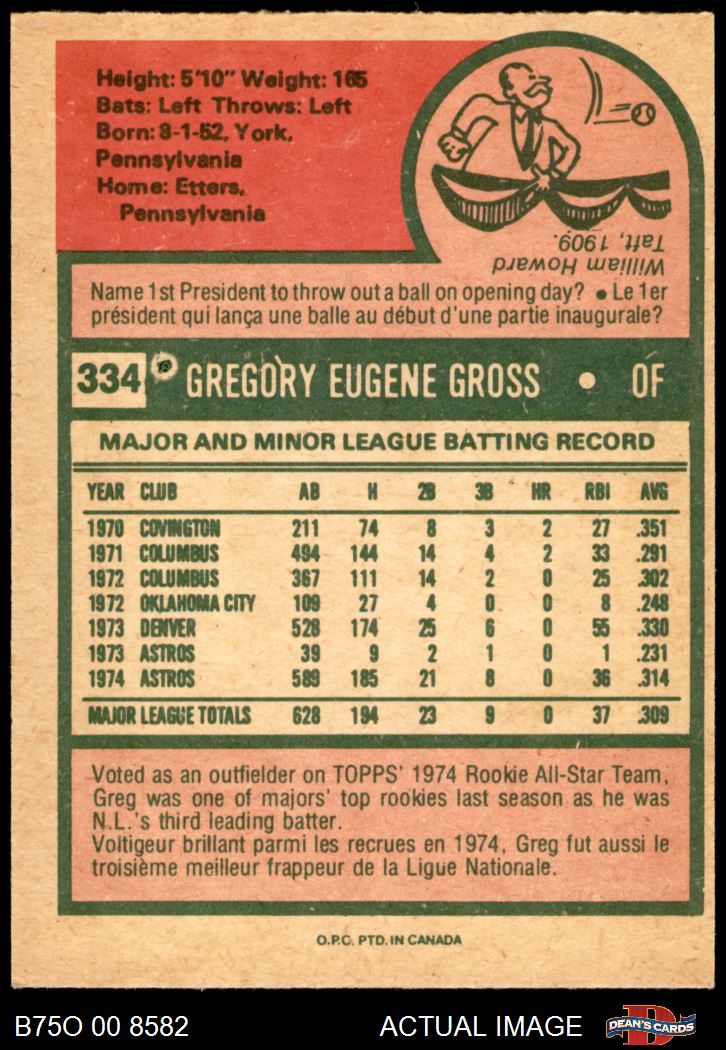 Height: 5'10" Weight: 165
Bats: Left Throws: Left
Born: 8-1-52, York,
Pennsylvania
Home: Etters,
Pennsylvania
William Howard
Taft, 1909.
Name 1st President to throw out a ball on opening day? • Le 1er
président qui lança une balle au début d'une partie inaugurale?
334 GREGORY EUGENE GROSS • OF
MAJOR AND MINOR LEAGUE BATTING RECORD
YEAR CLUB AB H 2B 3B HR RBI AVG
1970 COVINGTON 211 74 8 3 2 27 .351
1971 COLUMBUS 494 144 14 4 2 33 .291
1972 COLUMBUS 367 111 14 2 0 25 .302
1972 OKLAHOMA CITY 109 27 4 0 0 8 .248
1973 DENVER 528 174 25 6 0 55 .330
1973 ASTROS 39 9 2 1 0 1 .231
1974 ASTROS 589 185 21 8 0 36 .314
MAJOR LEAGUE TOTALS 628 194 23 9 0 37 .309
Voted as an outfielder on TOPPS' 1974 Rookie All-Star Team,
Greg was one of majors' top rookies last season as he was
N.L.'s third leading batter.
Voltigeur brillant parmi les recrues en 1974, Greg fut aussi le
troisième meilleur frappeur de la Ligue Nationale.
O.P.C. PTD. IN CANADA
B75O 00 8582 ACTUAL IMAGE DEAN'S CARDS